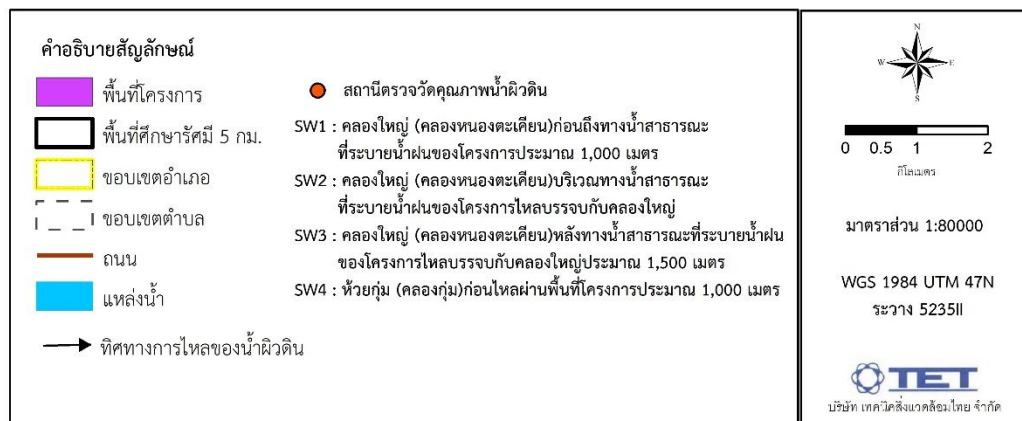 คำอธิบายสัญลักษณ์
พื้นที่โครงการ
พื้นที่ศึกษารัศมี 5 กม.
ขอบเขตอำเภอ
ขอบเขตตำบล
ถนน
แหล่งน้ำ
ทิศทางการไหลของน้ำผิวดิน
สถานีตรวจวัดคุณภาพน้ำผิวดิน
SW1 : คลองใหญ่ (คลองหนองตะเคียน)ก่อนถึงทางน้ำสาธารณะ
ที่ระบายน้ำฝนของโครงการประมาณ 1,000 เมตร
SW2 : คลองใหญ่ (คลองหนองตะเคียน)บริเวณทางน้ำสาธารณะ
ที่ระบายน้ำฝนของโครงการไหลบรรจบกับคลองใหญ่
SW3 : คลองใหญ่ (คลองหนองตะเคียน)หลังทางน้ำสาธารณะที่ระบายน้ำฝน
ของโครงการไหลบรรจบกับคลองใหญ่ประมาณ 1,500 เมตร
SW4 : ห้วยกุ่ม (คลองกุ่ม)ก่อนไหลผ่านพื้นที่โครงการประมาณ 1,000 เมตร
N
W E
S
0 0.5 1 2
กิโลเมตร
มาตราส่วน 1:80000
WGS 1984 UTM 47N
ระวาง 5235II
TET
บริษัท เทคนิคสิ่งแวดล้อมไทย จำกัด